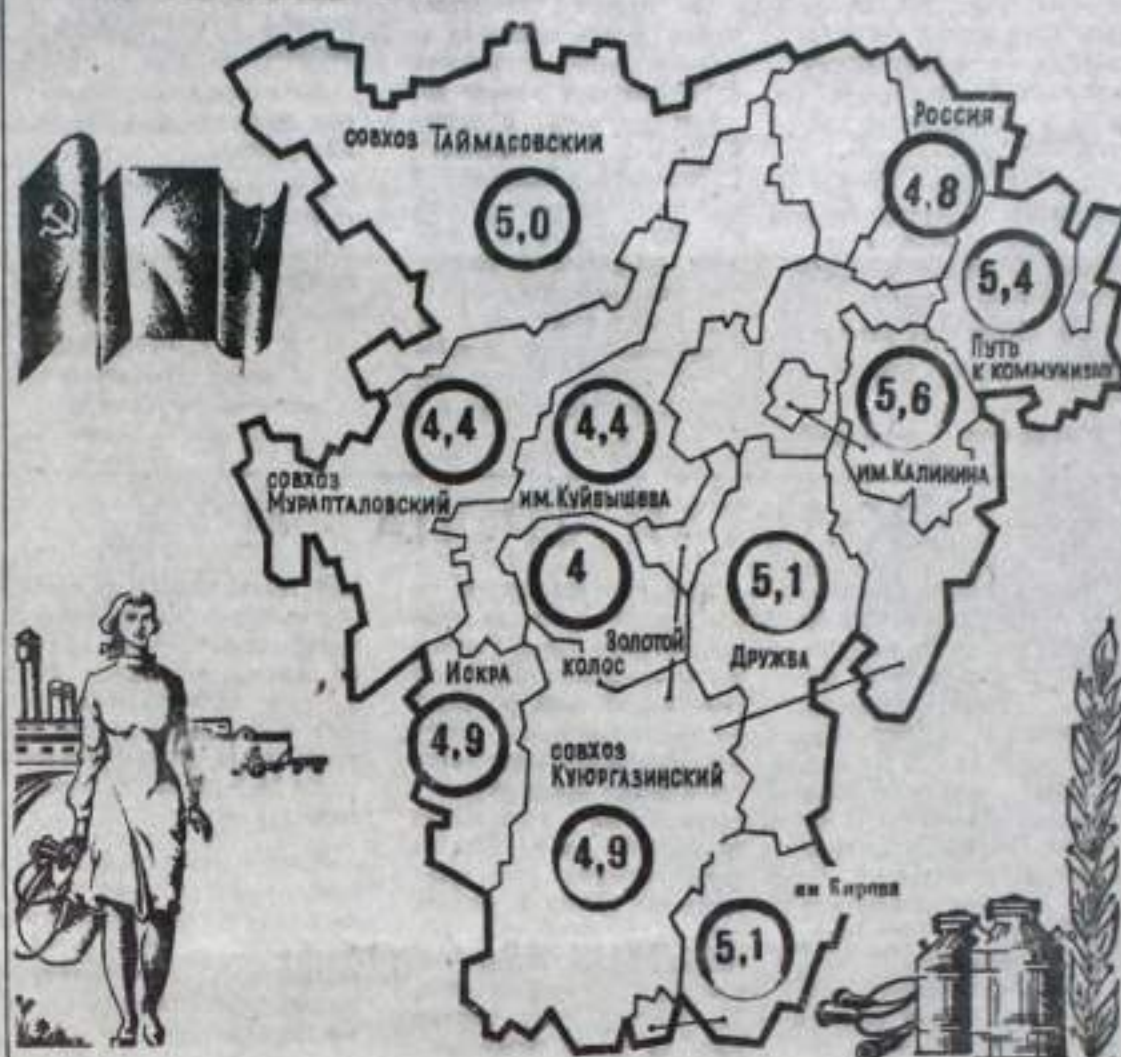 Россия
4.8
совхоз Таймасовский
5,0
5,4
Путь
к коммунизму
4,4
4,4
5,6
совхоз
Мурапталовский
им. Куйбышева
им. Калинина
4
5,1
Золотой
колос
Дружба
Искра
4,9
совхоз
Куюргазинский
4,9
им Кирова
5,1